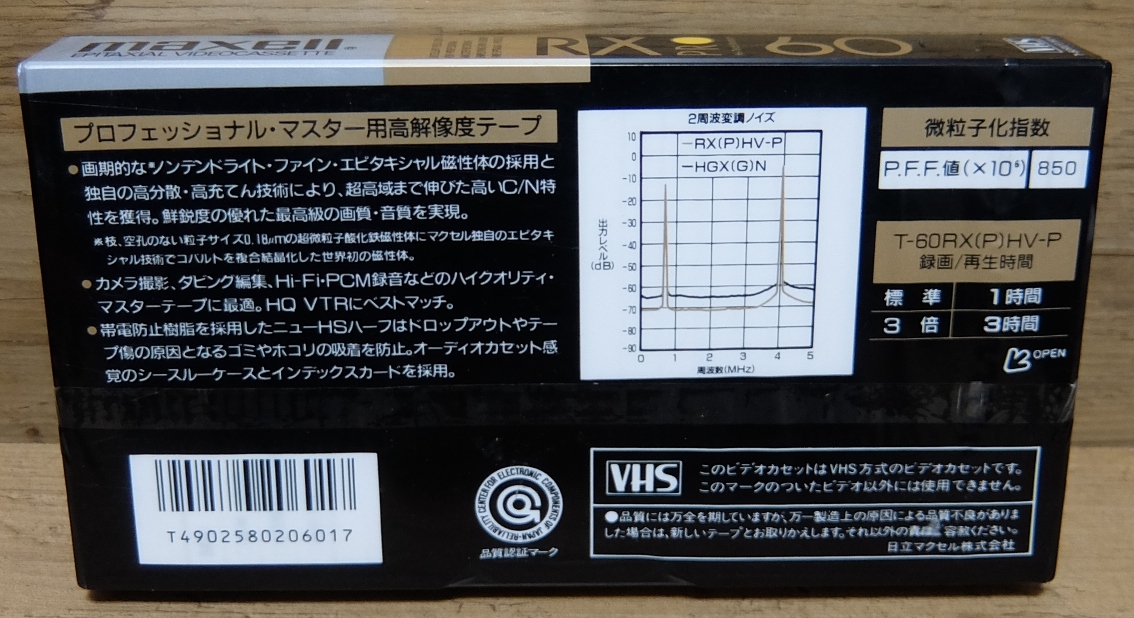 maxell®
EPITAXIAL VIDEOCASSETTE
RX 60
VHS
プロフェッショナル・マスター用高解像度テープ
●画期的な※ノンデンドライト・ファイン・エピタキシャル磁性体の採用と
独自の高分散・高充てん技術により、超高域まで伸びた高いC/N特
性を獲得。鮮鋭度の優れた最高級の画質・音質を実現。
※枝、空孔のない粒子サイズ0.18μmの超微粒子酸化鉄磁性体にマクセル独自のエピタキ
シャル技術でコバルトを複合結晶化した世界初の磁性体。
●カメラ撮影、ダビング編集、Hi-Fi・PCM録音などのハイクオリティ・
マスターテープに最適。HQ VTRにベストマッチ。
●帯電防止樹脂を採用したニューHSハーフはドロップアウトやテー
プ傷の原因となるゴミやホコリの吸着を防止。オーディオカセット感
覚のシースルーケースとインデックスカードを採用。
2周波変調ノイズ
RX(P)HV-P
HGX(G)N
出力レベル(dB)
10
0
-10
-20
-30
-40
-50
-60
-70
-80
-90
0 1 2 3 4 5
周波数(MHz)
微粒子化指数
P.F.F.値(×10⁶) 850
T-60RX(P)HV-P
録画/再生時間
標準 1時間
3倍 3時間
OPEN
T4902580206017
RELIABILITY CENTER FOR ELECTRONIC COMPONENTS OF JAPAN
品質認証マーク
VHS
このビデオカセットはVHS方式のビデオカセットです。
このマークのついたビデオ以外には使用できません。
●品質には万全を期していますが、万一製造上の原因による品質不良がありま
した場合は、新しいテープとお取りかえします。それ以外の責はご容赦ください。
日立マクセル株式会社